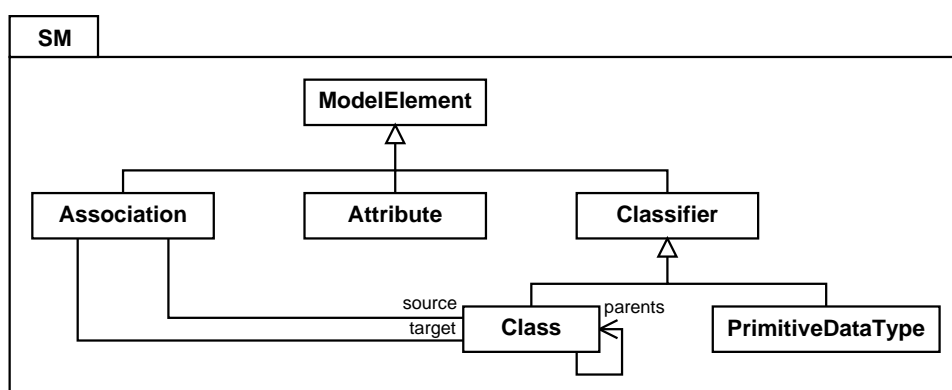 SM
ModelElement
Association
Attribute
Classifier
source
parents
target
Class
PrimitiveDataType